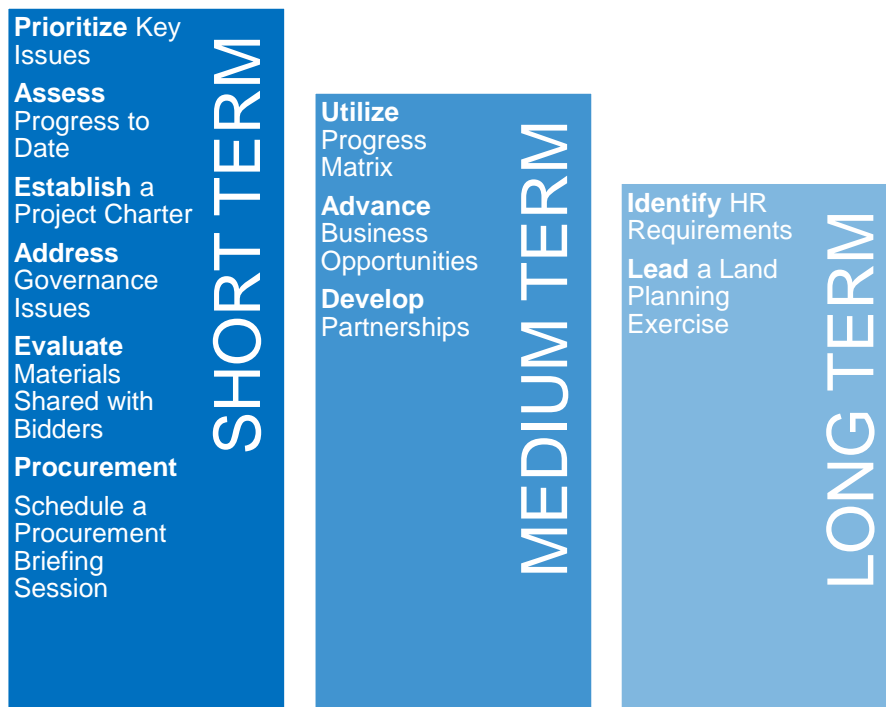 Prioritize Key
Issues
Assess
Progress to
Date
Establish a
Project Charter
Address
Governance
Issues
Evaluate
Materials
Shared with
Bidders
Procurement
Schedule a
Procurement
Briefing
Session
SHORT TERM
Utilize
Progress
Matrix
Advance
Business
Opportunities
Develop
Partnerships
MEDIUM TERM
Identify HR
Requirements
Lead a Land
Planning
Exercise
LONG TERM